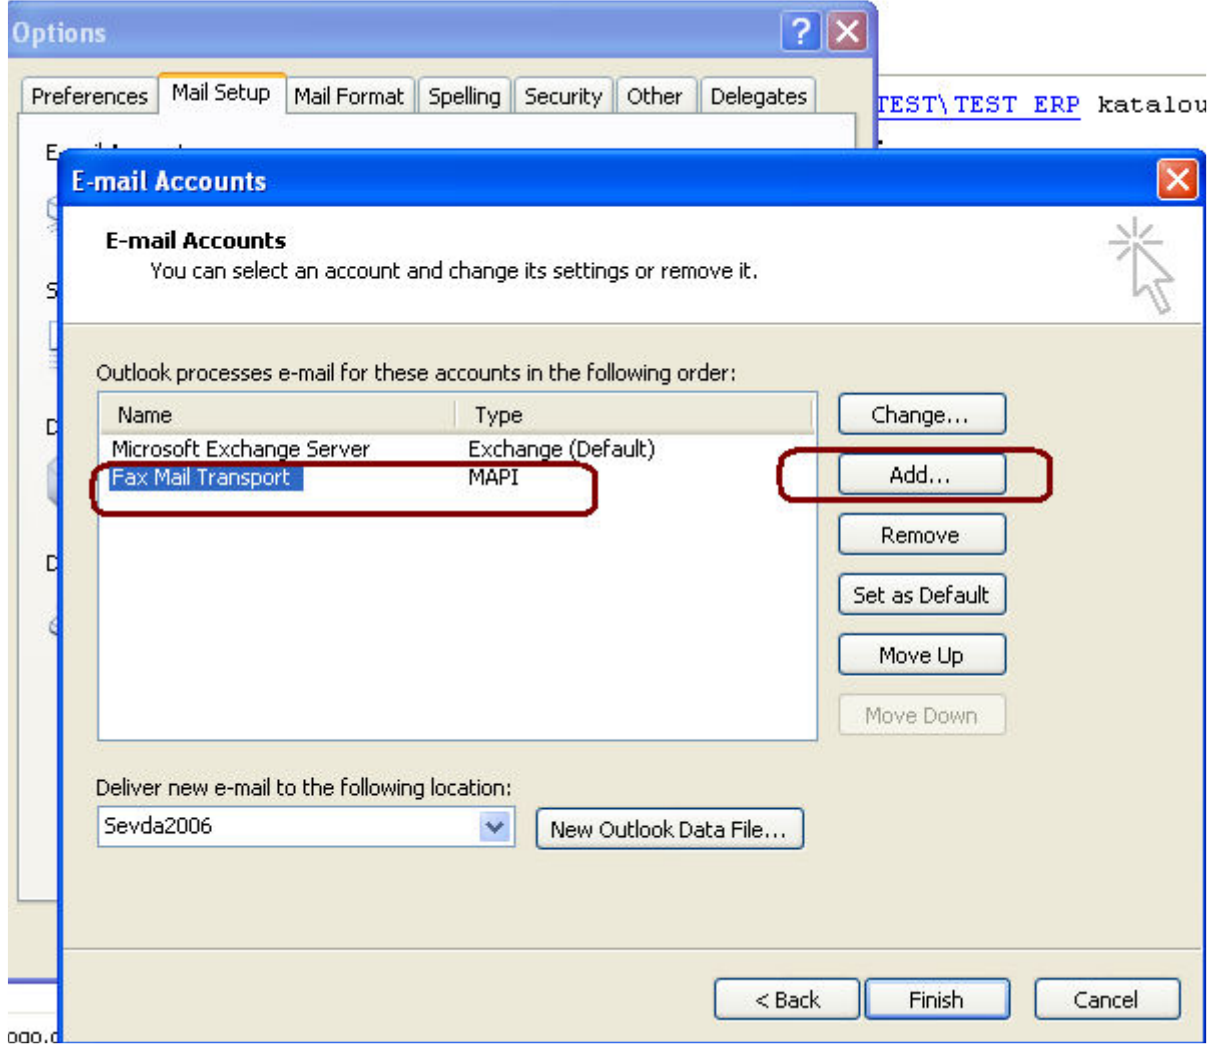 Options
Preferences Mail Setup Mail Format Spelling Security Other Delegates
TEST\TEST ERP katalou
E-mail Accounts
E-mail Accounts
You can select an account and change its settings or remove it.
Outlook processes e-mail for these accounts in the following order:
Name Type
Microsoft Exchange Server Exchange (Default)
Fax Mail Transport MAPI
Change...
Add...
Remove
Set as Default
Move Up
Move Down
Deliver new e-mail to the following location:
Sevda2006
New Outlook Data File...
< Back Finish Cancel